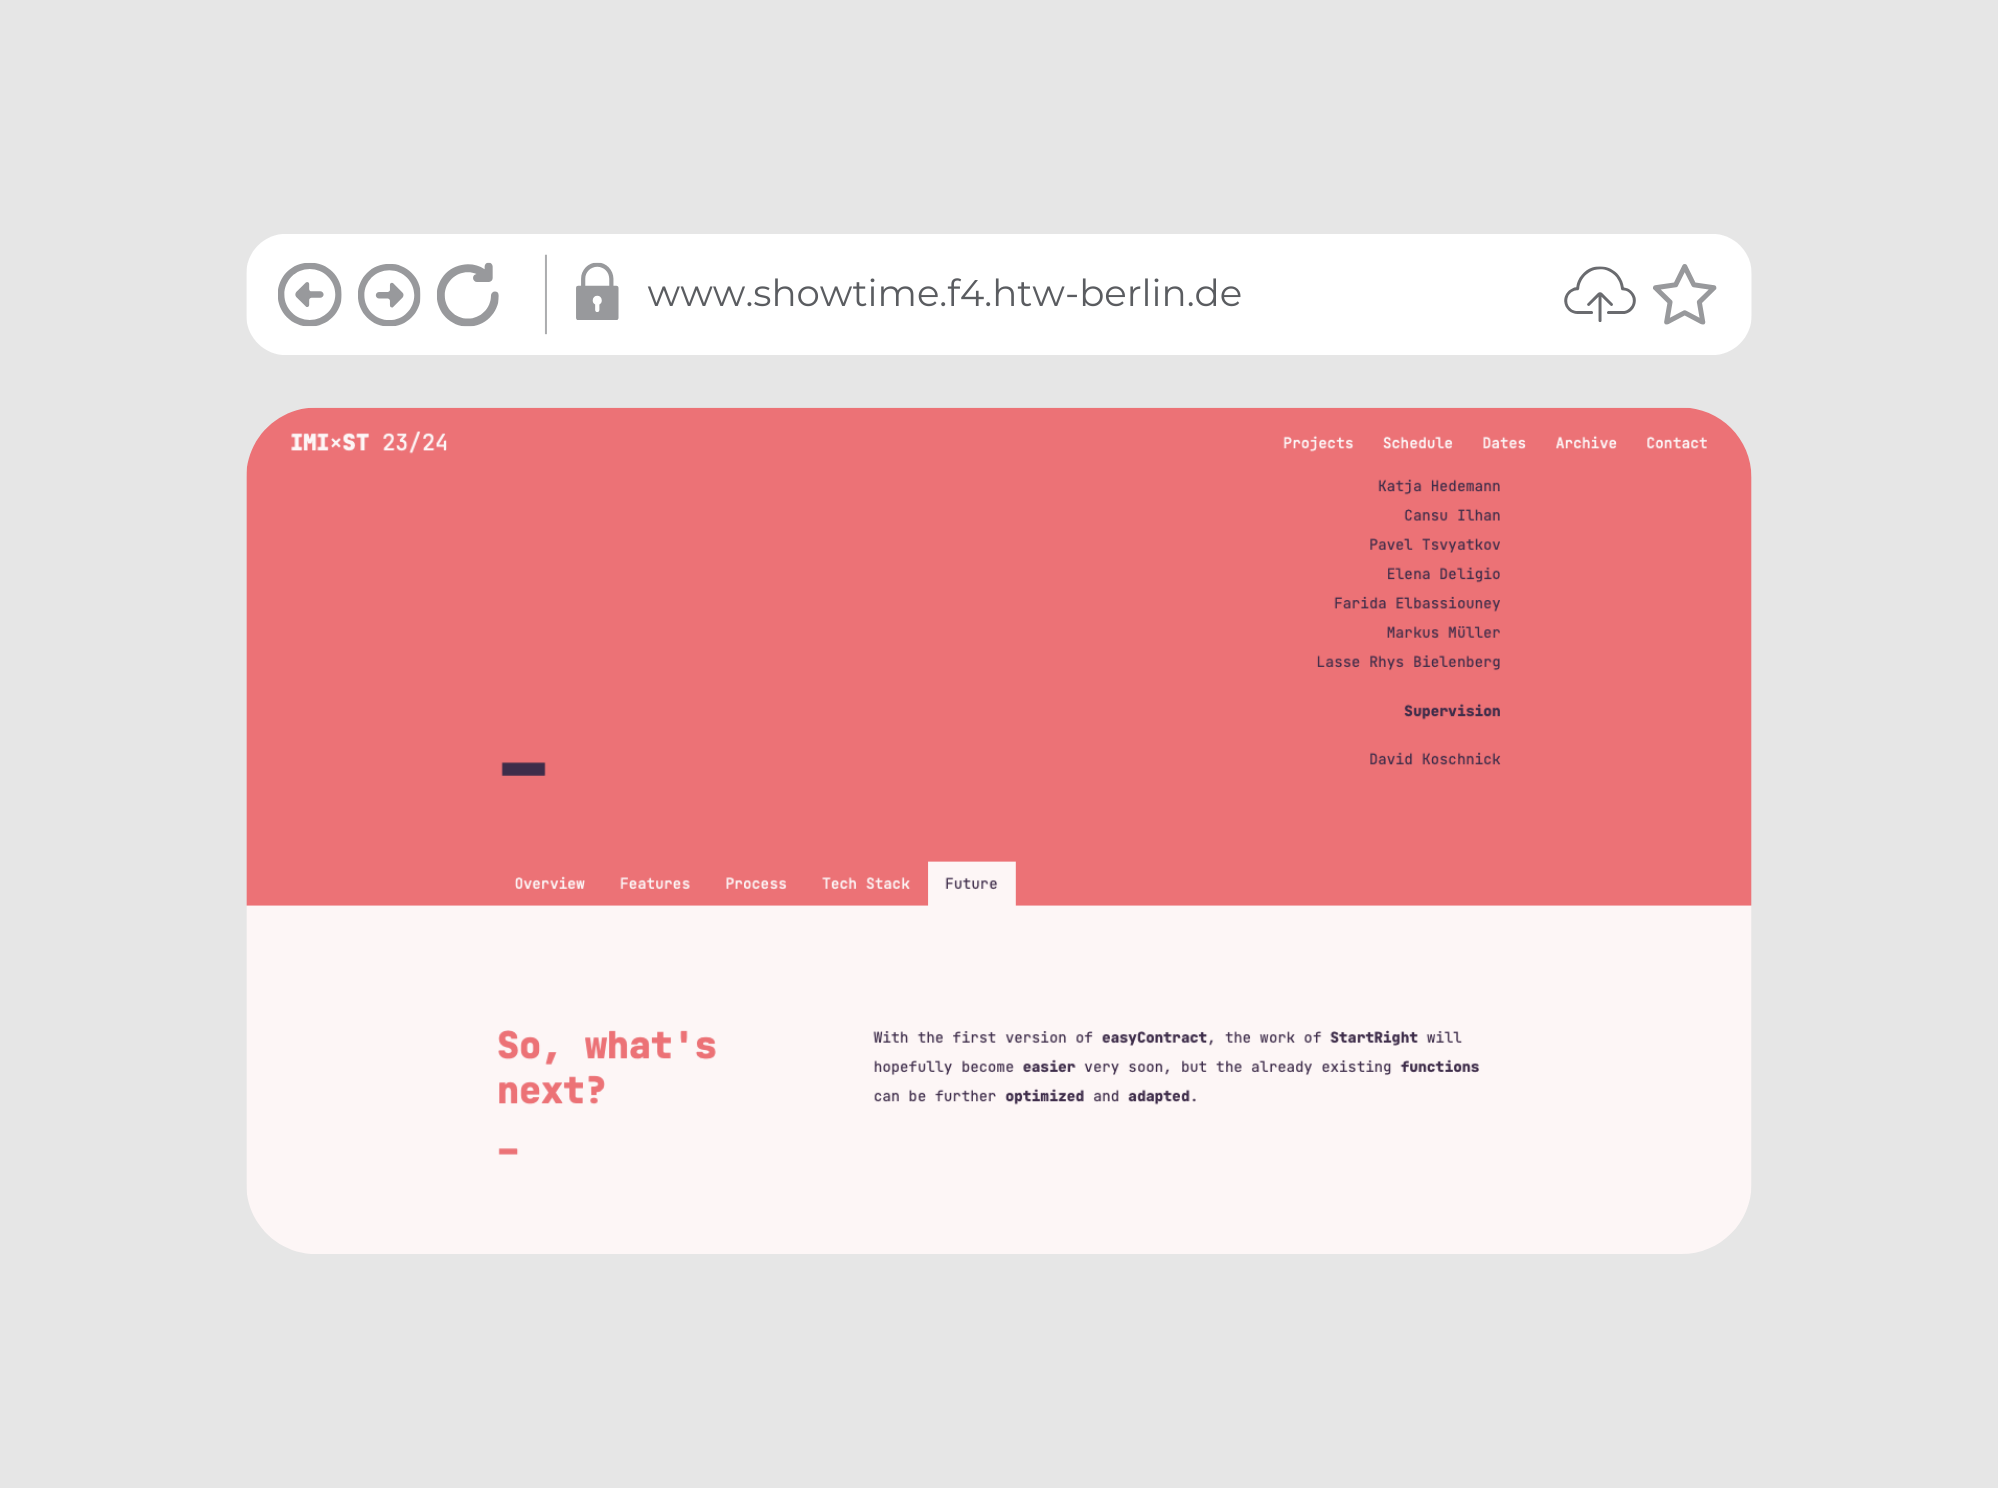 www.showtime.f4.htw-berlin.de
IMI×ST 23/24
Projects Schedule Dates Archive Contact
Katja Hedemann
Cansu Ilhan
Pavel Tsvyatkov
Elena Deligio
Farida Elbassiouney
Markus Müller
Lasse Rhys Bielenberg
Supervision
David Koschnick
Overview Features Process Tech Stack Future
So, what's
next?
With the first version of easyContract, the work of StartRight will
hopefully become easier very soon, but the already existing functions
can be further optimized and adapted.